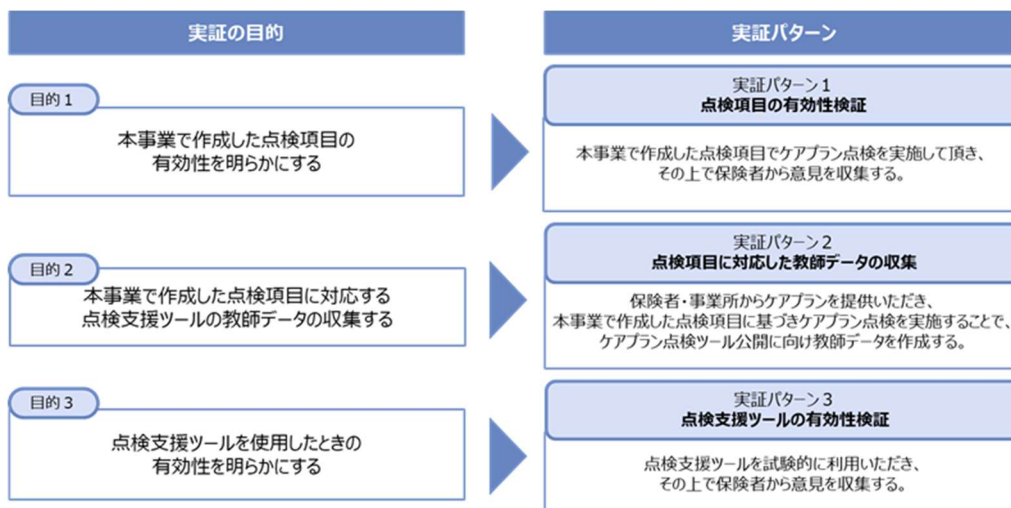 実証の目的
実証パターン
目的1
本事業で作成した点検項目の
有効性を明らかにする
実証パターン1
点検項目の有効性検証
本事業で作成した点検項目でケアプラン点検を実施して頂き、
その上で保険者から意見を収集する。
目的2
本事業で作成した点検項目に対応する
点検支援ツールの教師データの収集する
実証パターン2
点検項目に対応した教師データの収集
保険者・事業所からケアプランを提供いただき、
本事業で作成した点検項目に基づきケアプラン点検を実施することで、
ケアプラン点検ツール公開に向け教師データを作成する。
目的3
点検支援ツールを使用したときの
有効性を明らかにする
実証パターン3
点検支援ツールの有効性検証
点検支援ツールを試験的に利用いただき、
その上で保険者から意見を収集する。